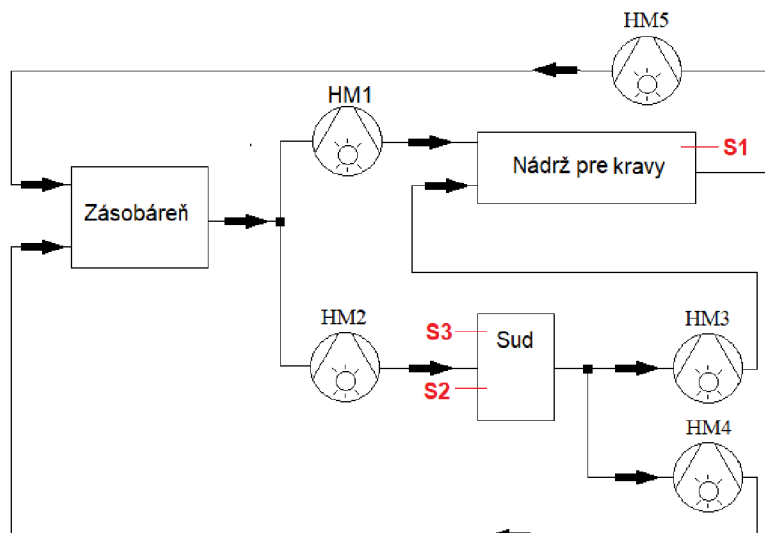 HM5
HM1
S1
Nádrž pre kravy
Zásobáreň
HM2
S3
Sud
HM3
S2
HM4